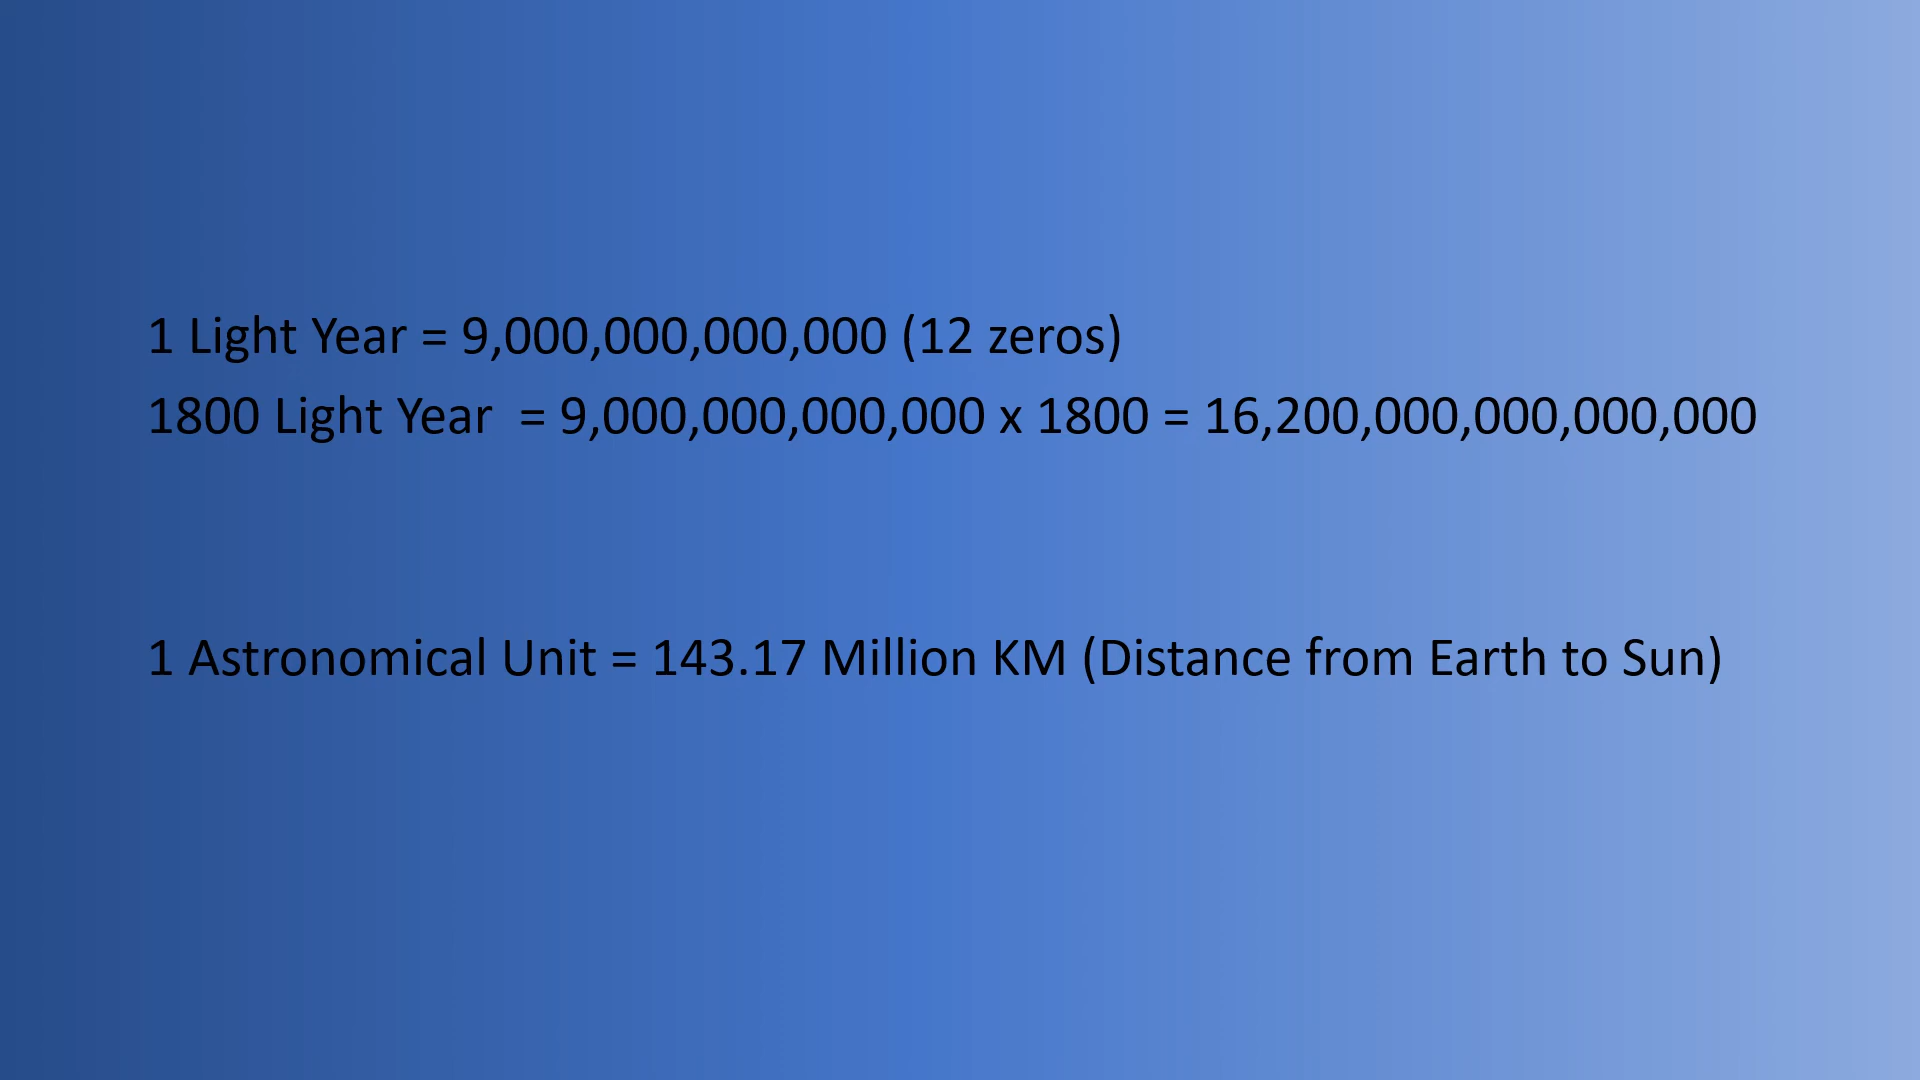 1 Light Year = 9,000,000,000,000 (12 zeros)
1800 Light Year  = 9,000,000,000,000 x 1800 = 16,200,000,000,000,000
1 Astronomical Unit = 143.17 Million KM (Distance from Earth to Sun)